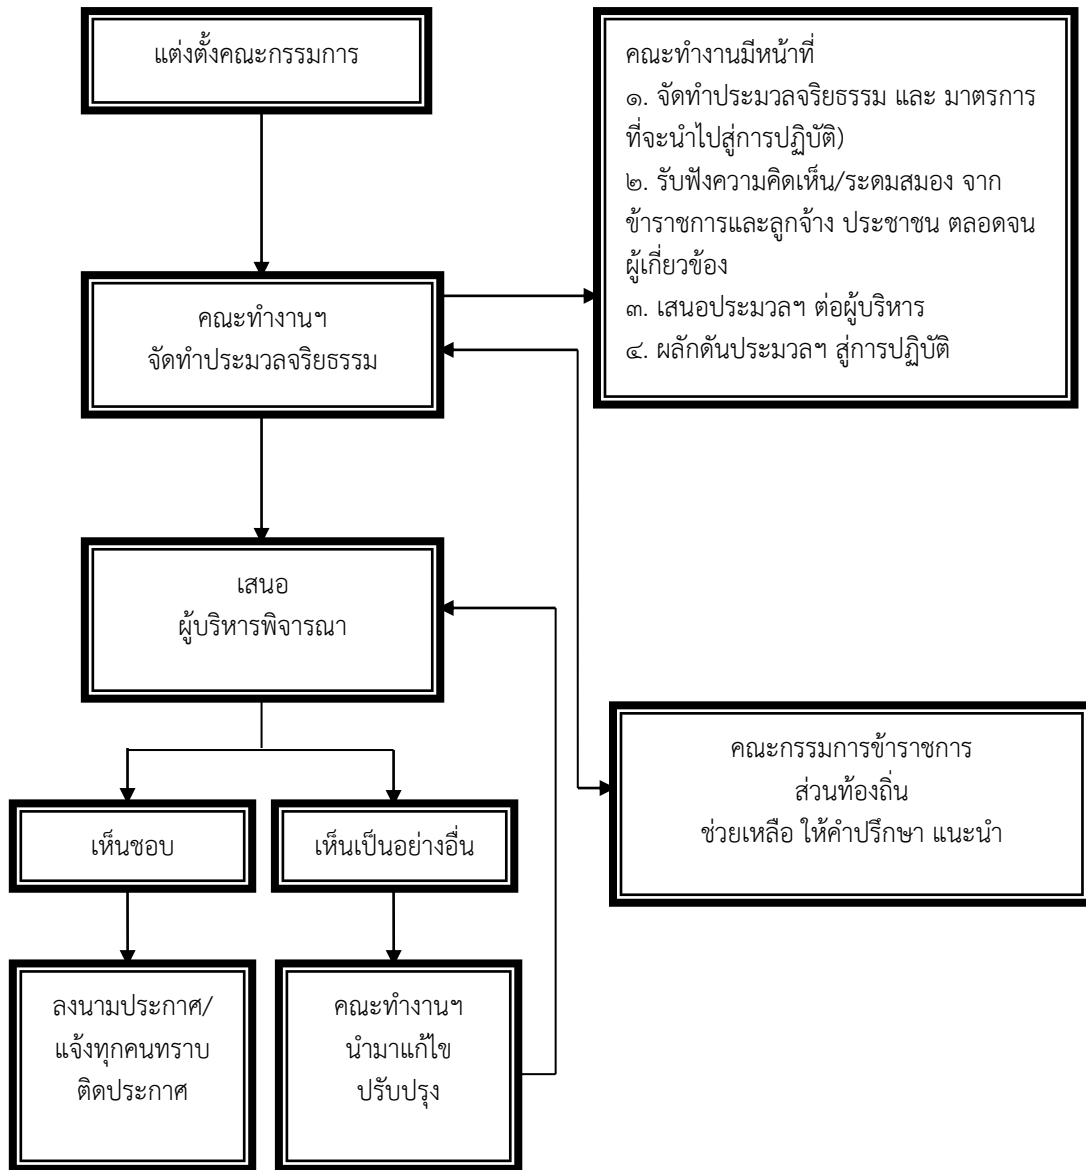 แต่งตั้งคณะกรรมการ
คณะทำงานมีหน้าที่
๑. จัดทำประมวลจริยธรรม และ มาตรการ
ที่จะนำไปสู่การปฏิบัติ)
๒. รับฟังความคิดเห็น/ระดมสมอง จาก
ข้าราชการและลูกจ้าง ประชาชน ตลอดจน
ผู้เกี่ยวข้อง
๓. เสนอประมวลฯ ต่อผู้บริหาร
๔. ผลักดันประมวลฯ สู่การปฏิบัติ
คณะทำงานฯ
จัดทำประมวลจริยธรรม
เสนอ
ผู้บริหารพิจารณา
คณะกรรมการข้าราชการ
ส่วนท้องถิ่น
ช่วยเหลือ ให้คำปรึกษา แนะนำ
เห็นชอบ
เห็นเป็นอย่างอื่น
ลงนามประกาศ/
แจ้งทุกคนทราบ
ติดประกาศ
คณะทำงานฯ
นำมาแก้ไข
ปรับปรุง